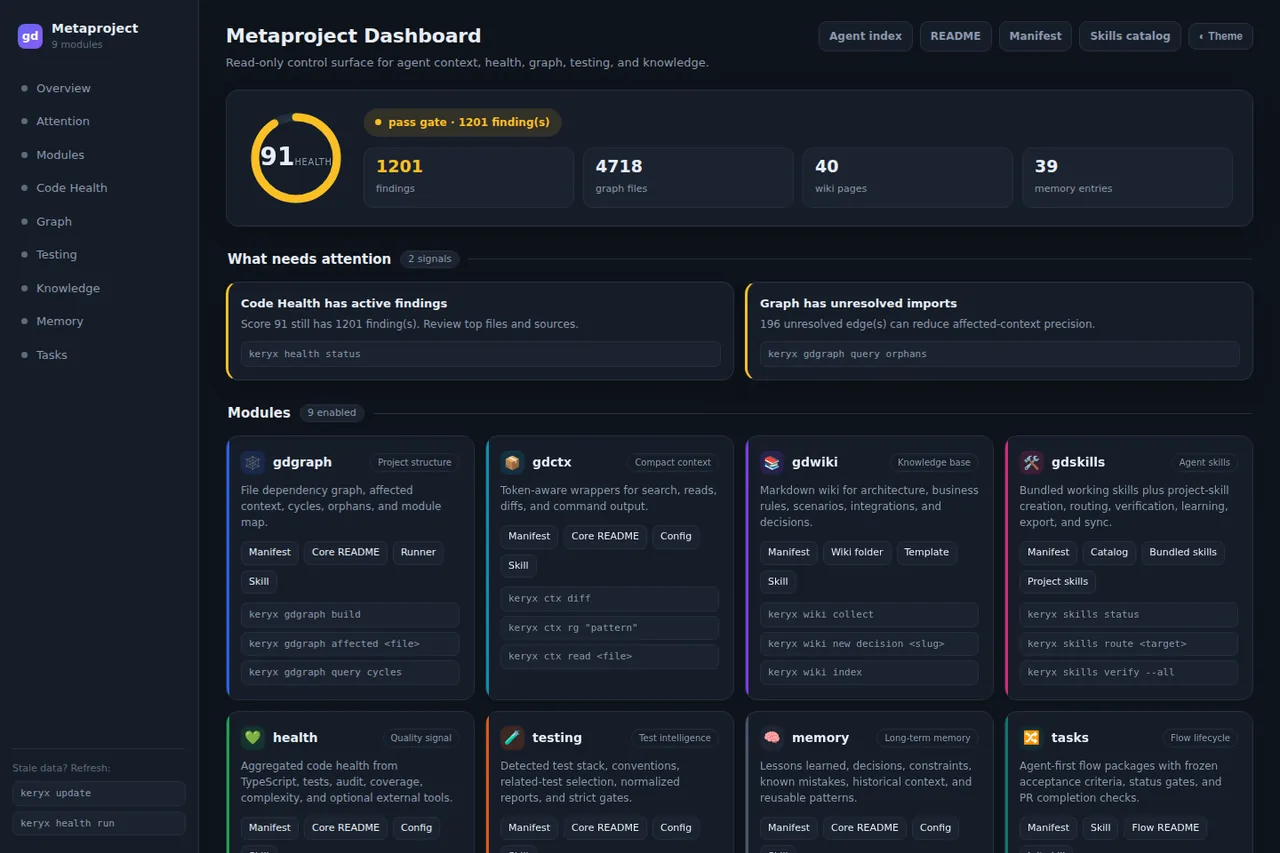 gd
Metaproject
9 modules
Overview
Attention
Modules
Code Health
Graph
Testing
Knowledge
Memory
Tasks
Stale data? Refresh:
keryx update
keryx health run
Metaproject Dashboard
Read-only control surface for agent context, health, graph, testing, and knowledge.
Agent index
README
Manifest
Skills catalog
Theme
91 HEALTH
pass gate · 1201 finding(s)
1201
findings
4718
graph files
40
wiki pages
39
memory entries
What needs attention
2 signals
Code Health has active findings
Score 91 still has 1201 finding(s). Review top files and sources.
keryx health status
Graph has unresolved imports
196 unresolved edge(s) can reduce affected-context precision.
keryx gdgraph query orphans
Modules
9 enabled
gdgraph
Project structure
File dependency graph, affected
context, cycles, orphans, and module
map.
Manifest
Core README
Runner
Skill
keryx gdgraph build
keryx gdgraph affected <file>
keryx gdgraph query cycles
gdctx
Compact context
Token-aware wrappers for search, reads,
diffs, and command output.
Manifest
Core README
Config
Skill
keryx ctx diff
keryx ctx rg "pattern"
keryx ctx read <file>
gdwiki
Knowledge base
Markdown wiki for architecture, business
rules, scenarios, integrations, and
decisions.
Manifest
Wiki folder
Template
Skill
keryx wiki collect
keryx wiki new decision <slug>
keryx wiki index
gdskills
Agent skills
Bundled working skills plus project-skill
creation, routing, verification, learning,
export, and sync.
Manifest
Catalog
Bundled skills
Project skills
keryx skills status
keryx skills route <target>
keryx skills verify --all
health
Quality signal
Aggregated code health from
TypeScript, tests, audit, coverage,
complexity, and optional external tools.
Manifest
Core README
Config
testing
Test intelligence
Detected test stack, conventions,
related-test selection, normalized
reports, and strict gates.
Manifest
Core README
Config
memory
Long-term memory
Lessons learned, decisions, constraints,
known mistakes, historical context, and
reusable patterns.
Manifest
Core README
Config
tasks
Flow lifecycle
Agent-first flow packages with frozen
acceptance criteria, status gates, and
PR completion checks.
Manifest
Skill
Flow README